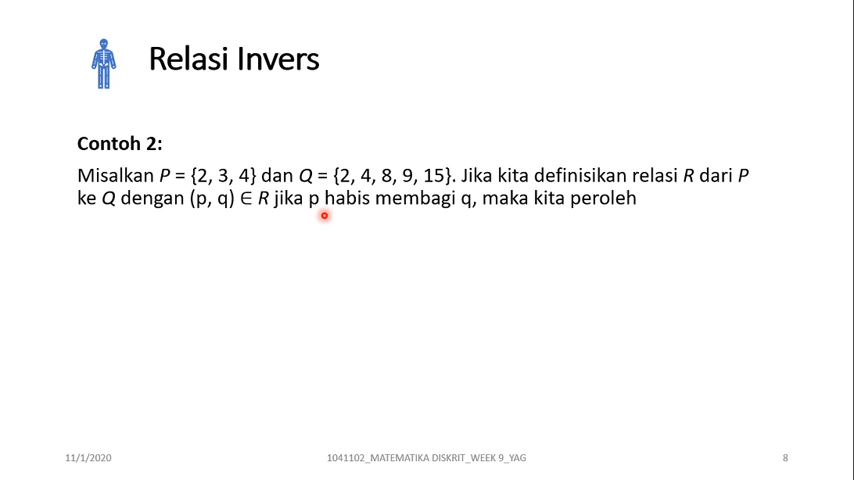 Relasi Invers
Contoh 2:
Misalkan P = {2, 3, 4} dan Q = {2, 4, 8, 9, 15}. Jika kita definisikan relasi R dari P
ke Q dengan (p, q) ∈ R jika p habis membagi q, maka kita peroleh
11/1/2020
1041102_MATEMATIKA DISKRIT_WEEK 9_YAG
8